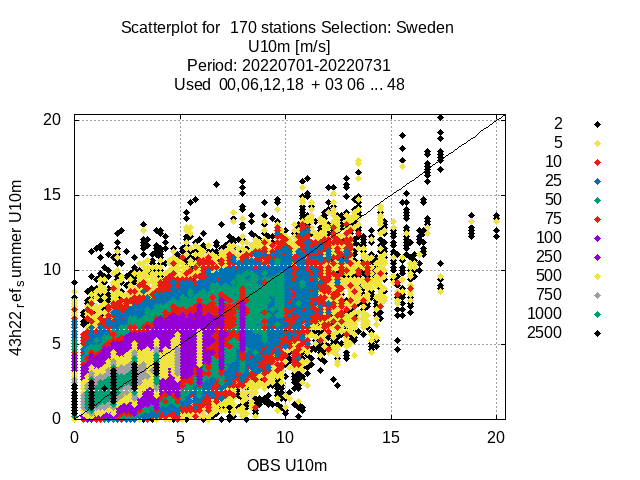 Scatterplot for 170 stations Selection: Sweden
U10m [m/s]
Period: 20220701-20220731
Used 00,06,12,18 + 03 06 ... 48
43h22_ref_summer U10m
20
15
10
5
0
0 5 10 15 20
OBS U10m
2
5
10
25
50
75
100
250
500
750
1000
2500